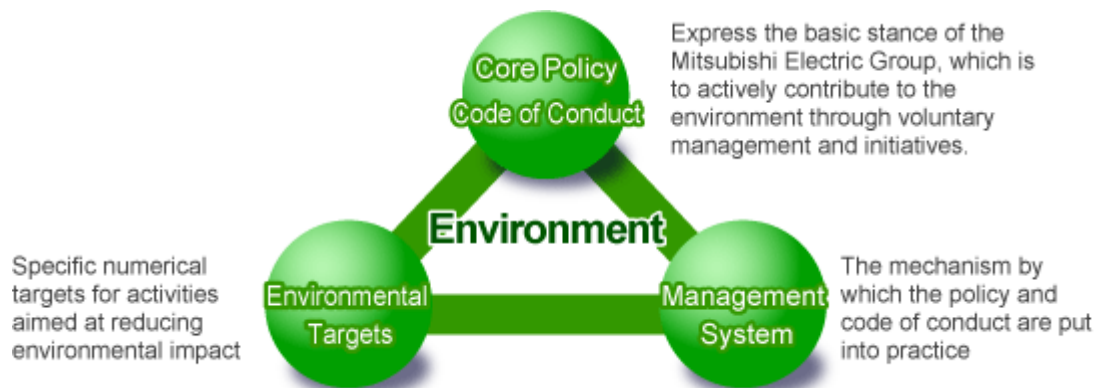 Core Policy
Code of Conduct
Express the basic stance of the
Mitsubishi Electric Group, which is
to actively contribute to the
environment through voluntary
management and initiatives.
Environment
Specific numerical
targets for activities
aimed at reducing
environmental impact
Environmental
Targets
Management
System
The mechanism by
which the policy and
code of conduct are put
into practice